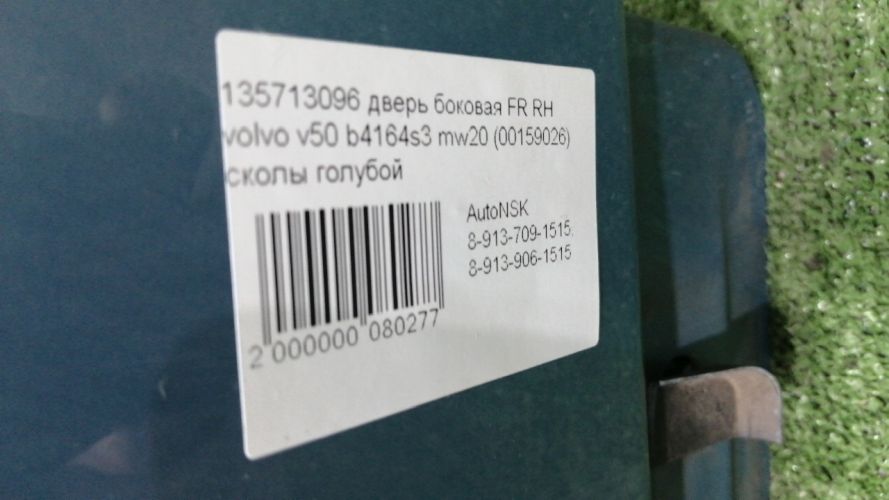 135713096 дверь боковая FR RH
volvo v50 b4164s3 mw20 (00159026)
сколы голубой
AutoNSK
8-913-709-1515,
8-913-906-1515
2 000000 080277